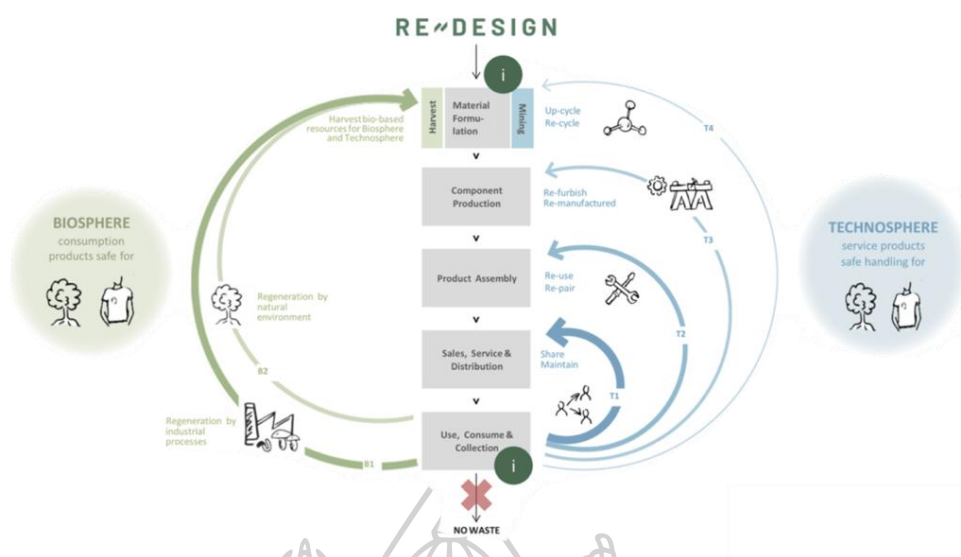 RE DESIGN
i
Harvest
Material
Formu-
lation
Mining
Harvest bio-based
resources for Biosphere
and Technosphere
Up-cycle
Re-cycle
T4
Component
Production
Re-furbish
Re-manufactured
T3
BIOSPHERE
consumption
products safe for
TECHNOSPHERE
service products
safe handling for
Product Assembly
Re-use
Re-pair
T2
Regeneration by
natural
environment
B2
Sales, Service &
Distribution
Share
Maintain
T1
Regeneration by
industrial
processes
B1
Use, Consume &
Collection
i
NO WASTE